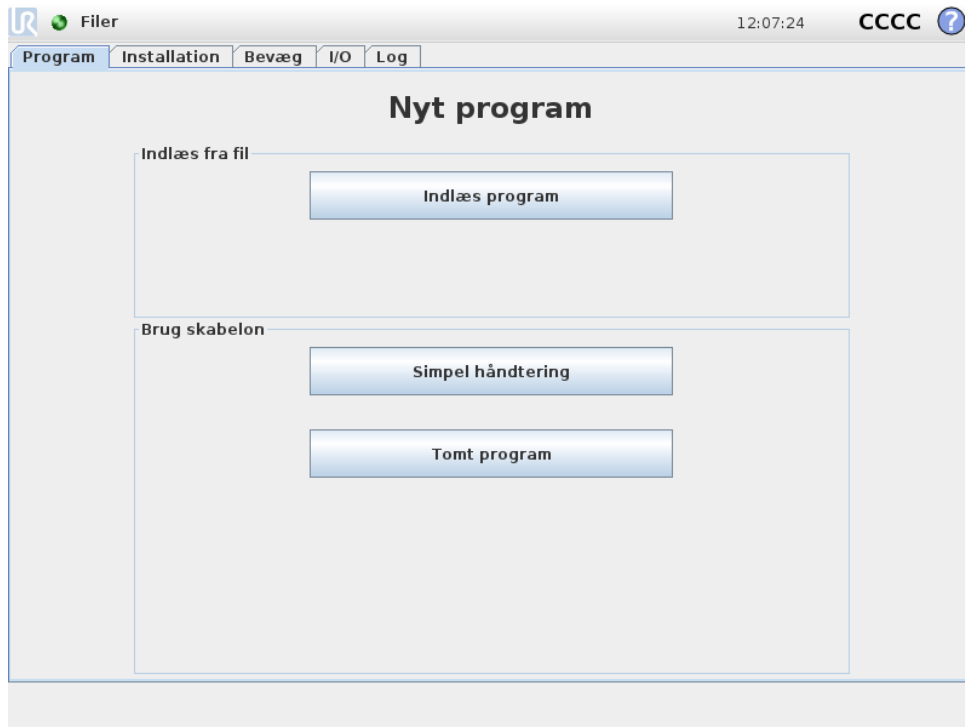 UR Filer 12:07:24 CCCC ?
Program Installation Bevæg I/O Log
Nyt program
Indlæs fra fil
Indlæs program
Brug skabelon
Simpel håndtering
Tomt program